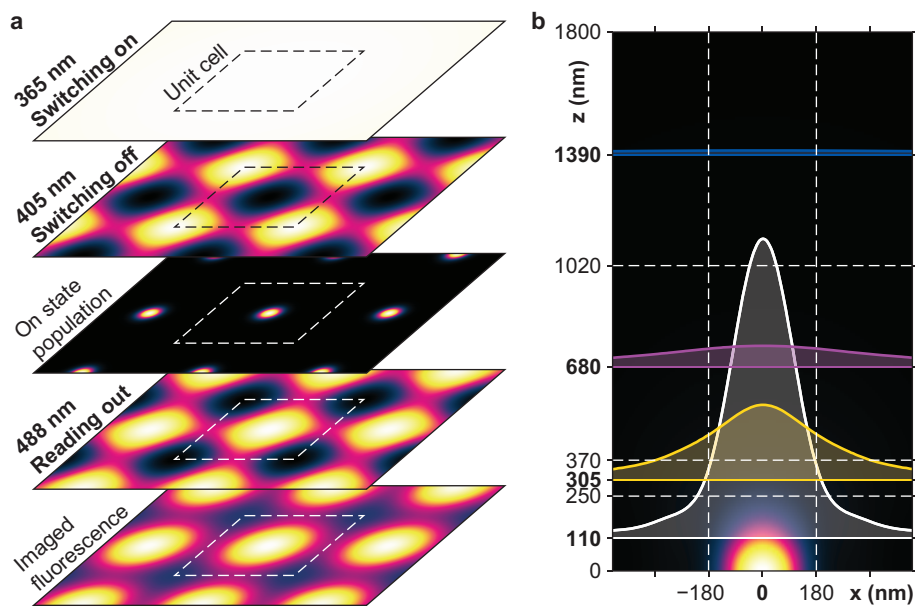 a
365 nm
Switching on
Unit cell
405 nm
Switching off
On state
population
488 nm
Reading out
Imaged
fluorescence
b
z (nm)
1800
1390
1020
680
370
305
250
110
0
−180 0 180 x (nm)